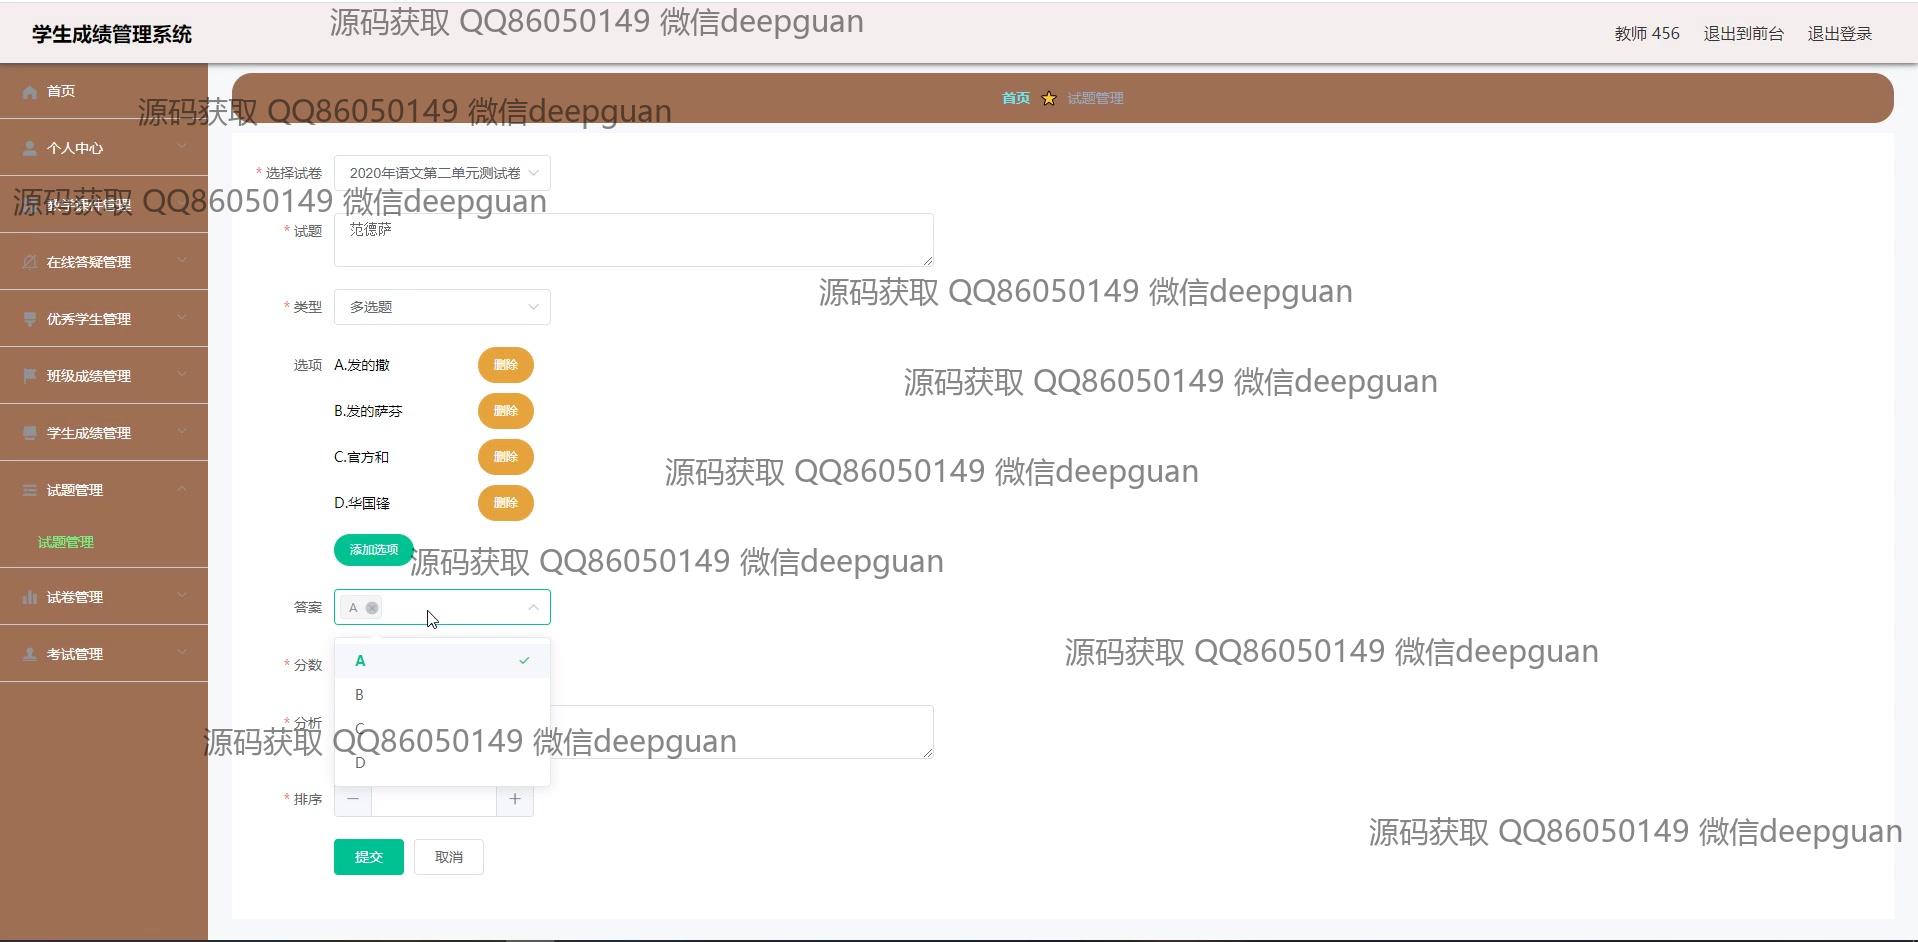 学生成绩管理系统
源码获取 QQ86050149 微信deepguan
教师 456 退出到前台 退出登录
首页
首页 试题管理
源码获取 QQ86050149 微信deepguan
个人中心
* 选择试卷 2020年语文第二单元测试卷
教学课件管理
源码获取 QQ86050149 微信deepguan
* 试题 范德萨
在线答疑管理
源码获取 QQ86050149 微信deepguan
* 类型 多选题
优秀学生管理
选项 A.发的撒 删除
班级成绩管理
源码获取 QQ86050149 微信deepguan
B.发的萨芬 删除
学生成绩管理
C.官方和 删除
源码获取 QQ86050149 微信deepguan
试题管理
D.华国锋 删除
试题管理
添加选项
源码获取 QQ86050149 微信deepguan
试卷管理
答案 A
考试管理
源码获取 QQ86050149 微信deepguan
* 分数
A
B
* 分析
C
源码获取 QQ86050149 微信deepguan
D
* 排序
源码获取 QQ86050149 微信deepguan
提交 取消